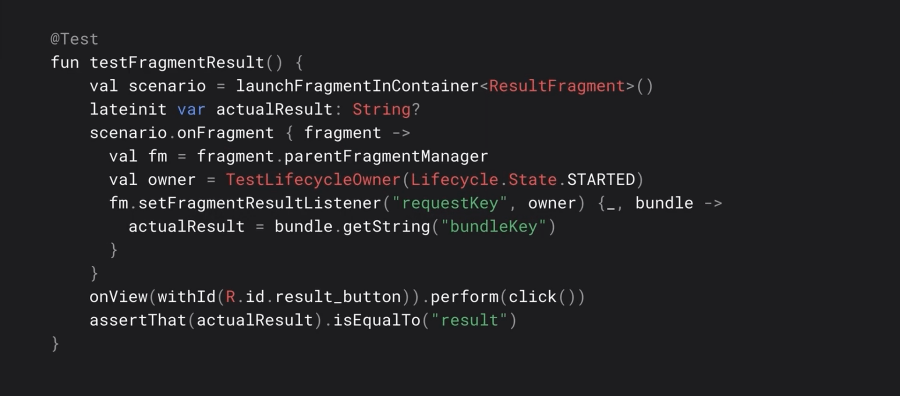 @Test
fun testFragmentResult() {
    val scenario = launchFragmentInContainer<ResultFragment>()
    lateinit var actualResult: String?
    scenario.onFragment { fragment ->
      val fm = fragment.parentFragmentManager
      val owner = TestLifecycleOwner(Lifecycle.State.STARTED)
      fm.setFragmentResultListener("requestKey", owner) {_, bundle ->
        actualResult = bundle.getString("bundleKey")
      }
    }
    onView(withId(R.id.result_button)).perform(click())
    assertThat(actualResult).isEqualTo("result")
}